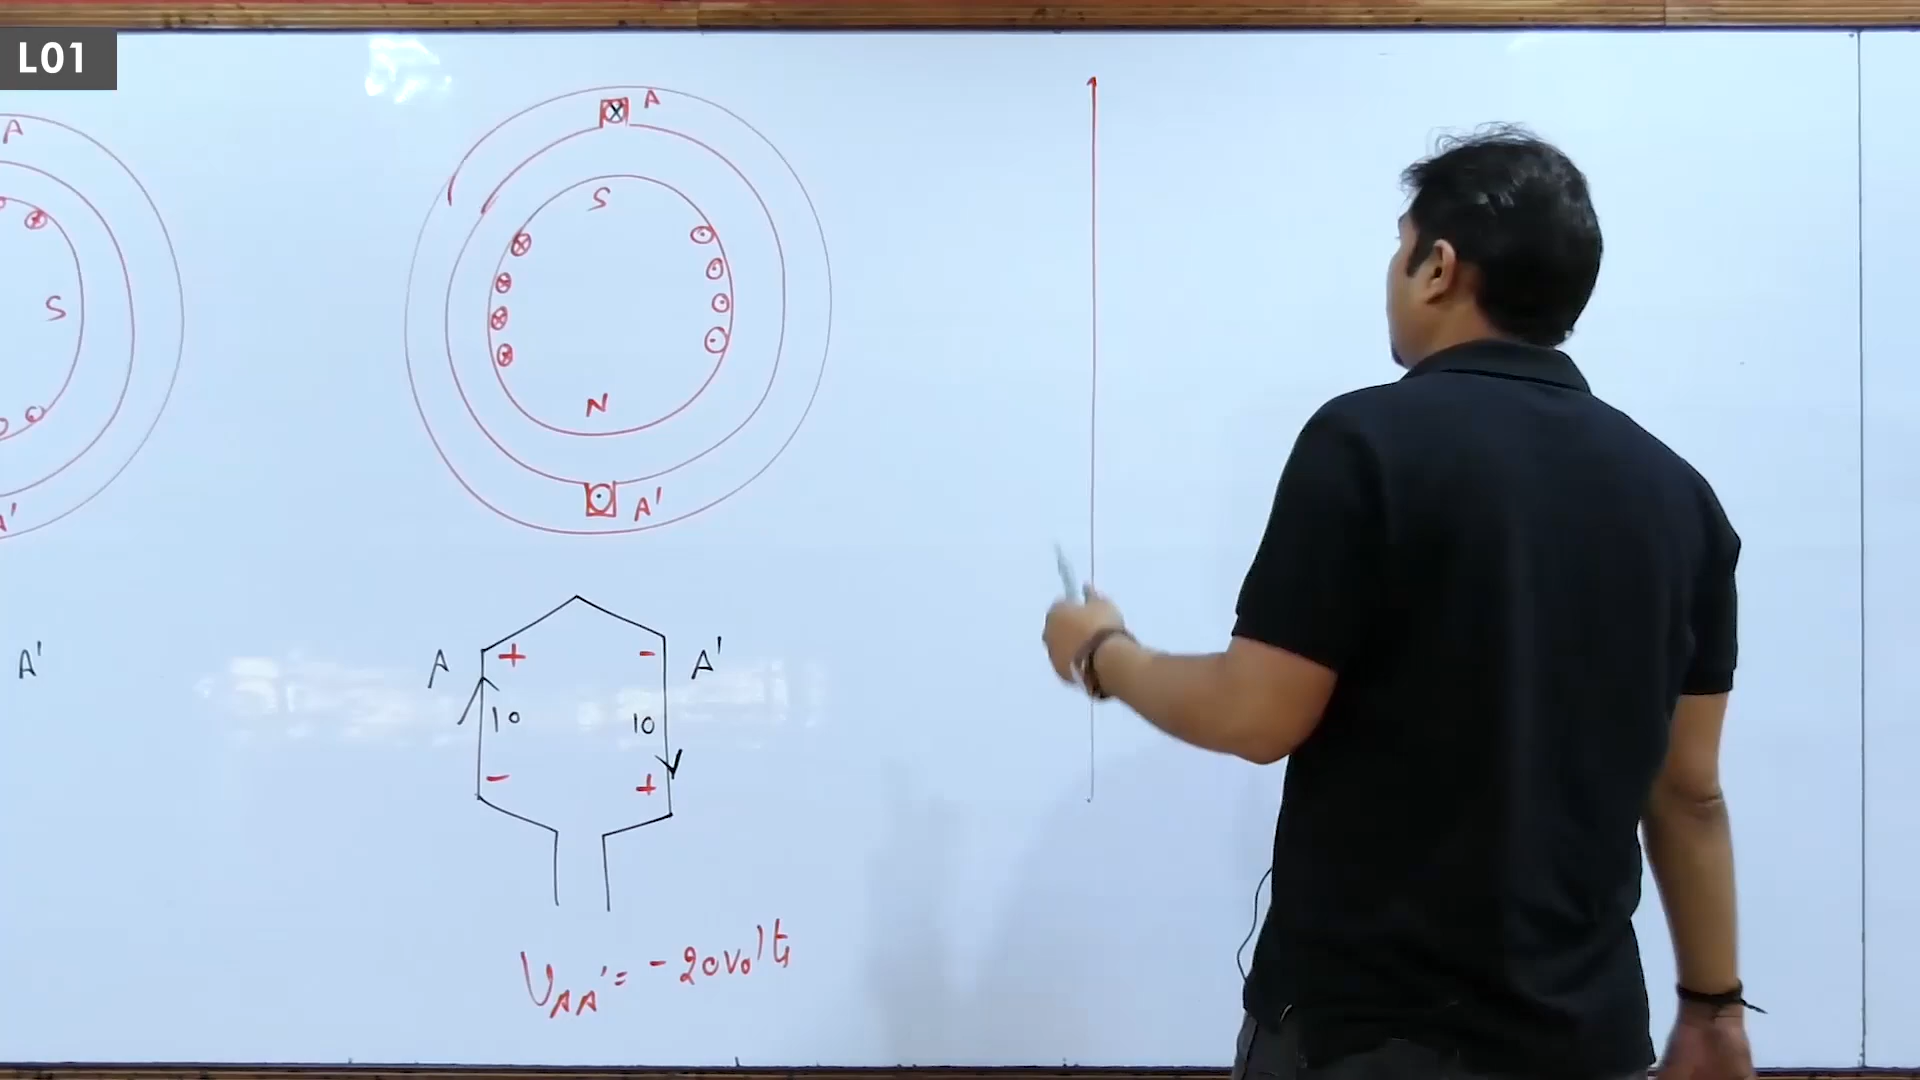 L01
A
S
A'
A'
A
S
N
A'
A + - A'
10 10
- +
V_AA' = -20volts